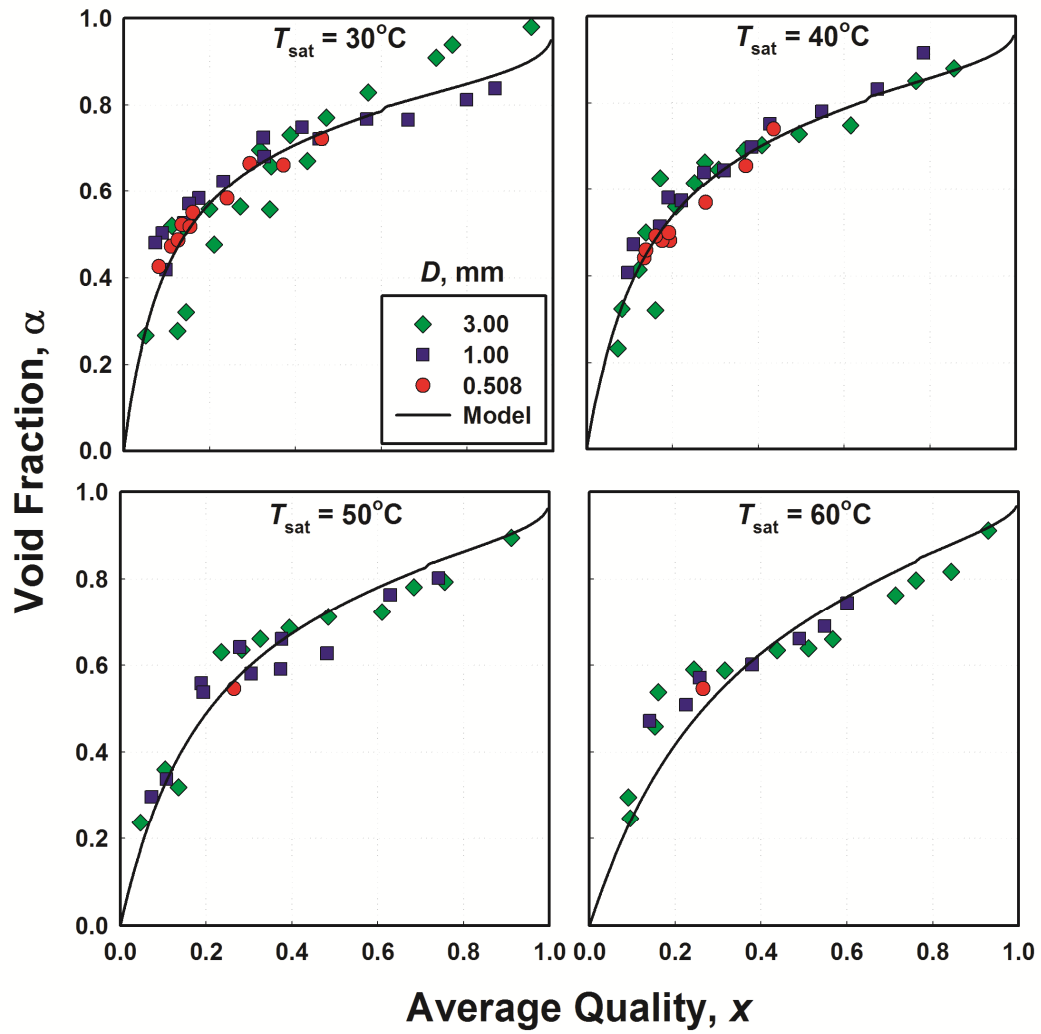 Void Fraction, α
T_sat = 30°C
1.0
0.8
0.6
0.4
0.2
0.0
D, mm
3.00
1.00
0.508
Model
T_sat = 40°C
T_sat = 50°C
1.0
0.8
0.6
0.4
0.2
0.0
0.0 0.2 0.4 0.6 0.8 1.0
T_sat = 60°C
0.0 0.2 0.4 0.6 0.8 1.0
Average Quality, x